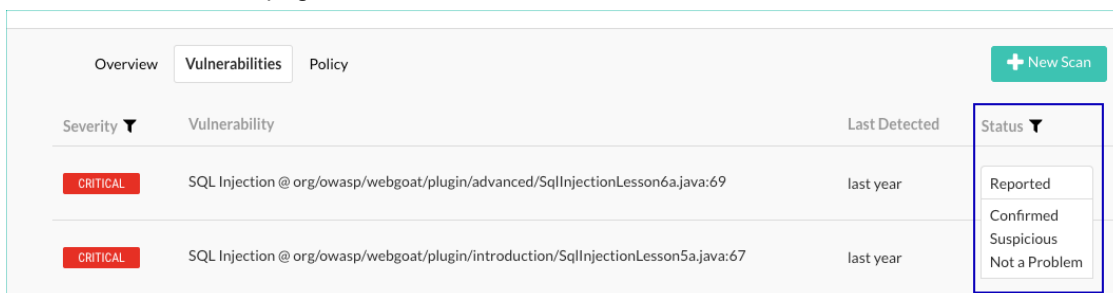 Overview Vulnerabilities Policy New Scan
Severity Vulnerability Last Detected Status
CRITICAL SQL Injection @ org/owasp/webgoat/plugin/advanced/SqlInjectionLesson6a.java:69 last year Reported
Confirmed
Suspicious
Not a Problem
CRITICAL SQL Injection @ org/owasp/webgoat/plugin/introduction/SqlInjectionLesson5a.java:67 last year